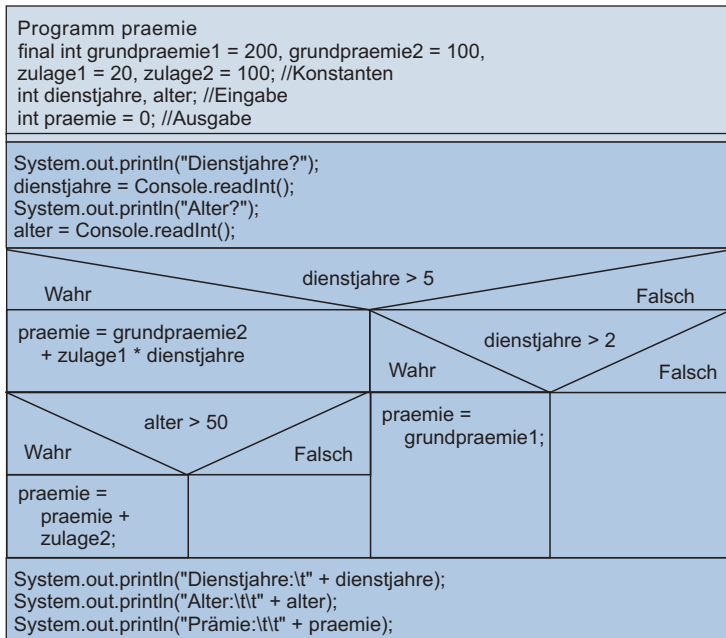 Programm praemie
final int grundpraemie1 = 200, grundpraemie2 = 100,
zulage1 = 20, zulage2 = 100; //Konstanten
int dienstjahre, alter; //Eingabe
int praemie = 0; //Ausgabe
System.out.println("Dienstjahre?");
dienstjahre = Console.readInt();
System.out.println("Alter?");
alter = Console.readInt();
dienstjahre > 5
Wahr
Falsch
praemie = grundpraemie2
+ zulage1 * dienstjahre
dienstjahre > 2
Wahr
Falsch
alter > 50
Wahr
Falsch
praemie =
grundpraemie1;
praemie =
praemie +
zulage2;
System.out.println("Dienstjahre:\t" + dienstjahre);
System.out.println("Alter:\t\t" + alter);
System.out.println("Prämie:\t\t" + praemie);